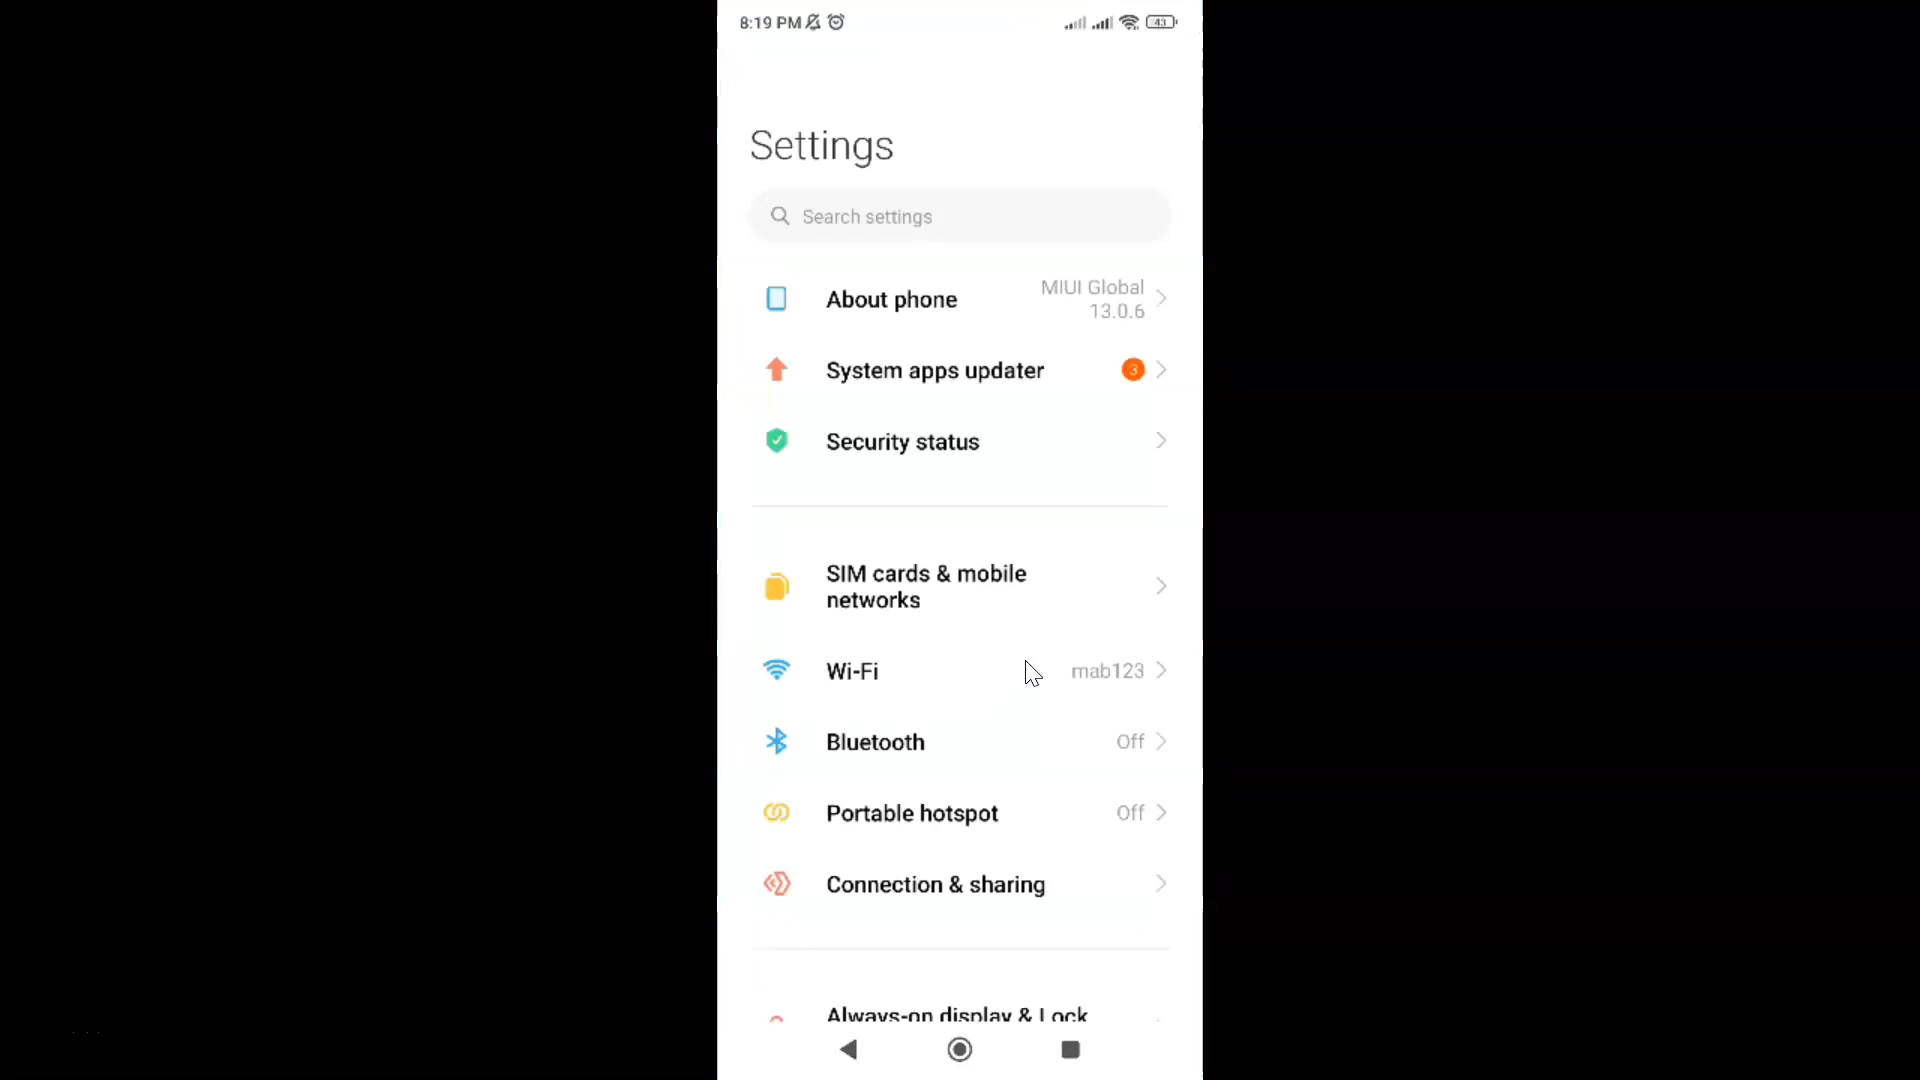 8:19 PM
43
Settings
Search settings
About phone
MIUI Global
13.0.6
System apps updater
3
Security status
SIM cards & mobile
networks
Wi-Fi
mab123
Bluetooth
Off
Portable hotspot
Off
Connection & sharing
Always-on display & Lock